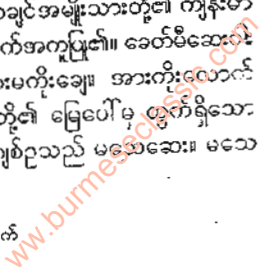 ချင်အမျိုးသားတို့၏ ကျန်းမာ
က်အကူပြု၏။ ခေတ်မီဆေးဝါး
းမကိုးချေ။ အားကိုးလောက်
တို့၏ မြေပေါ်မှ ထွက်ရှိသော
ျစ်ဥသည် မသေဆေး။ မသေ
က်
www.burmeseclassic.com